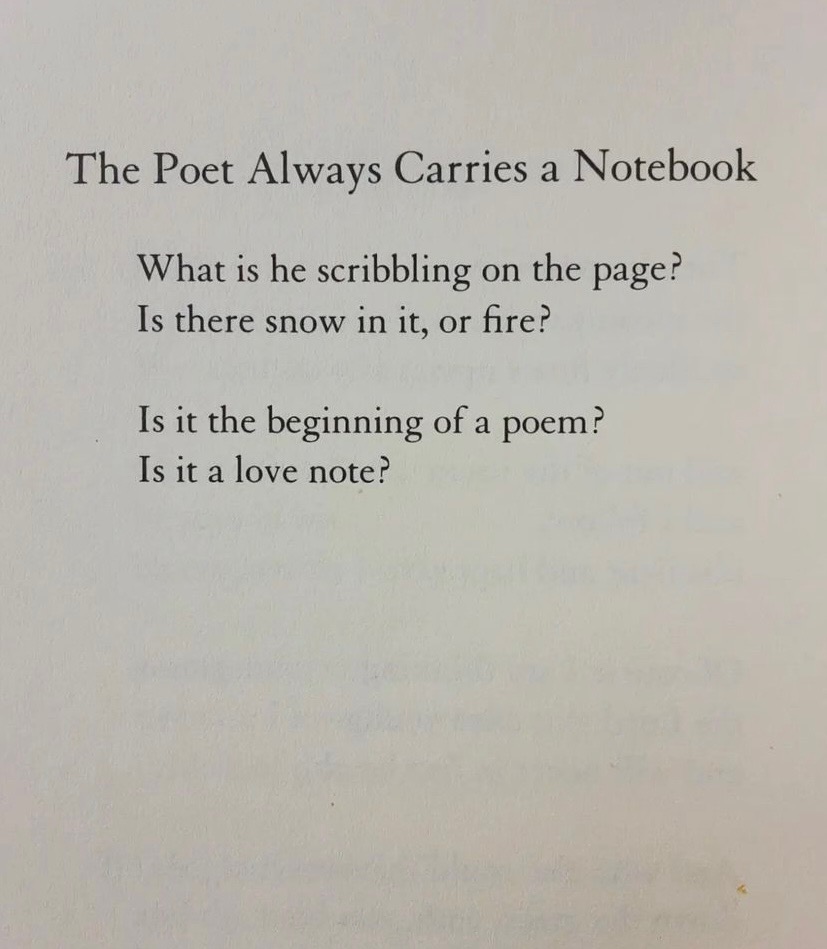 The Poet Always Carries a Notebook
What is he scribbling on the page?
Is there snow in it, or fire?
Is it the beginning of a poem?
Is it a love note?